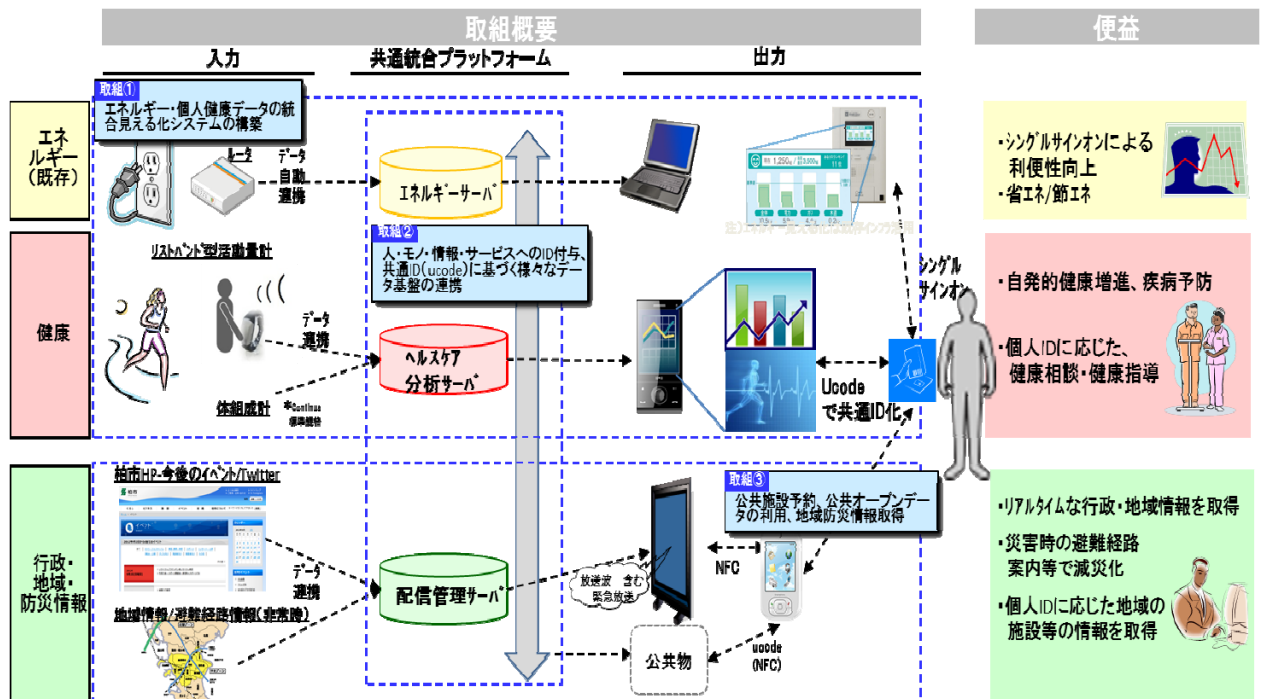 取組概要
便益
入力
共通統合プラットフォーム
出力
取組①
エネルギー・個人健康データの統
合見える化システムの構築
エネ
ルギー
(既存)
ルータ
データ
自動
連携
エネルギーサーバ
・シングルサインオンによる
利便性向上
・省エネ/節エネ
取組②
人・モノ・情報・サービスへのID付与、
共通ID(ucode)に基づく様々なデー
タ基盤の連携
健康
リストバンド型活動量計
データ
連携
体組成計
*Continua
標準規格
ヘルスケア
分析サーバ
シングル
サインオン
Ucode
で共通ID化
・自発的健康増進、疾病予防
・個人IDに応じた、
健康相談・健康指導
行政・
地域・
防災情報
柏市HP-今後のイベント/Twitter
イベント
データ
連携
地域情報/避難経路情報(非常時)
配信管理サーバ
放送波 含む
緊急放送
取組③
公共施設予約、公共オープンデー
タの利用、地域防災情報取得
NFC
公共物
ucode
(NFC)
・リアルタイムな行政・地域情報を取得
・災害時の避難経路
案内等で減災化
・個人IDに応じた地域の
施設等の情報を取得